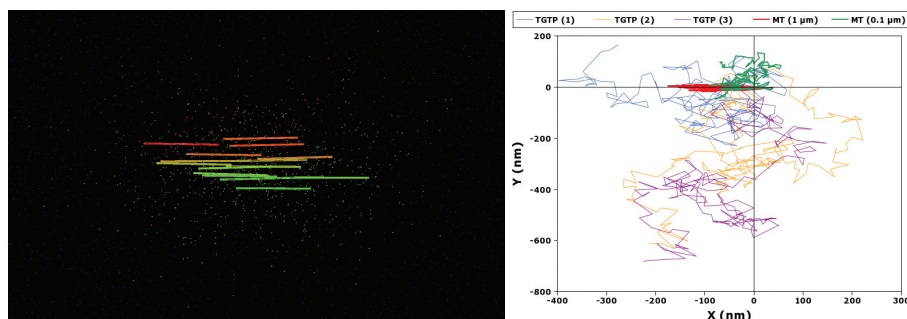 TGTP (1) TGTP (2) TGTP (3) MT (1 µm) MT (0.1 µm)
200
0
-200
-400
-600
-800
-400 -300 -200 -100 0 100 200 300
Y (nm)
X (nm)